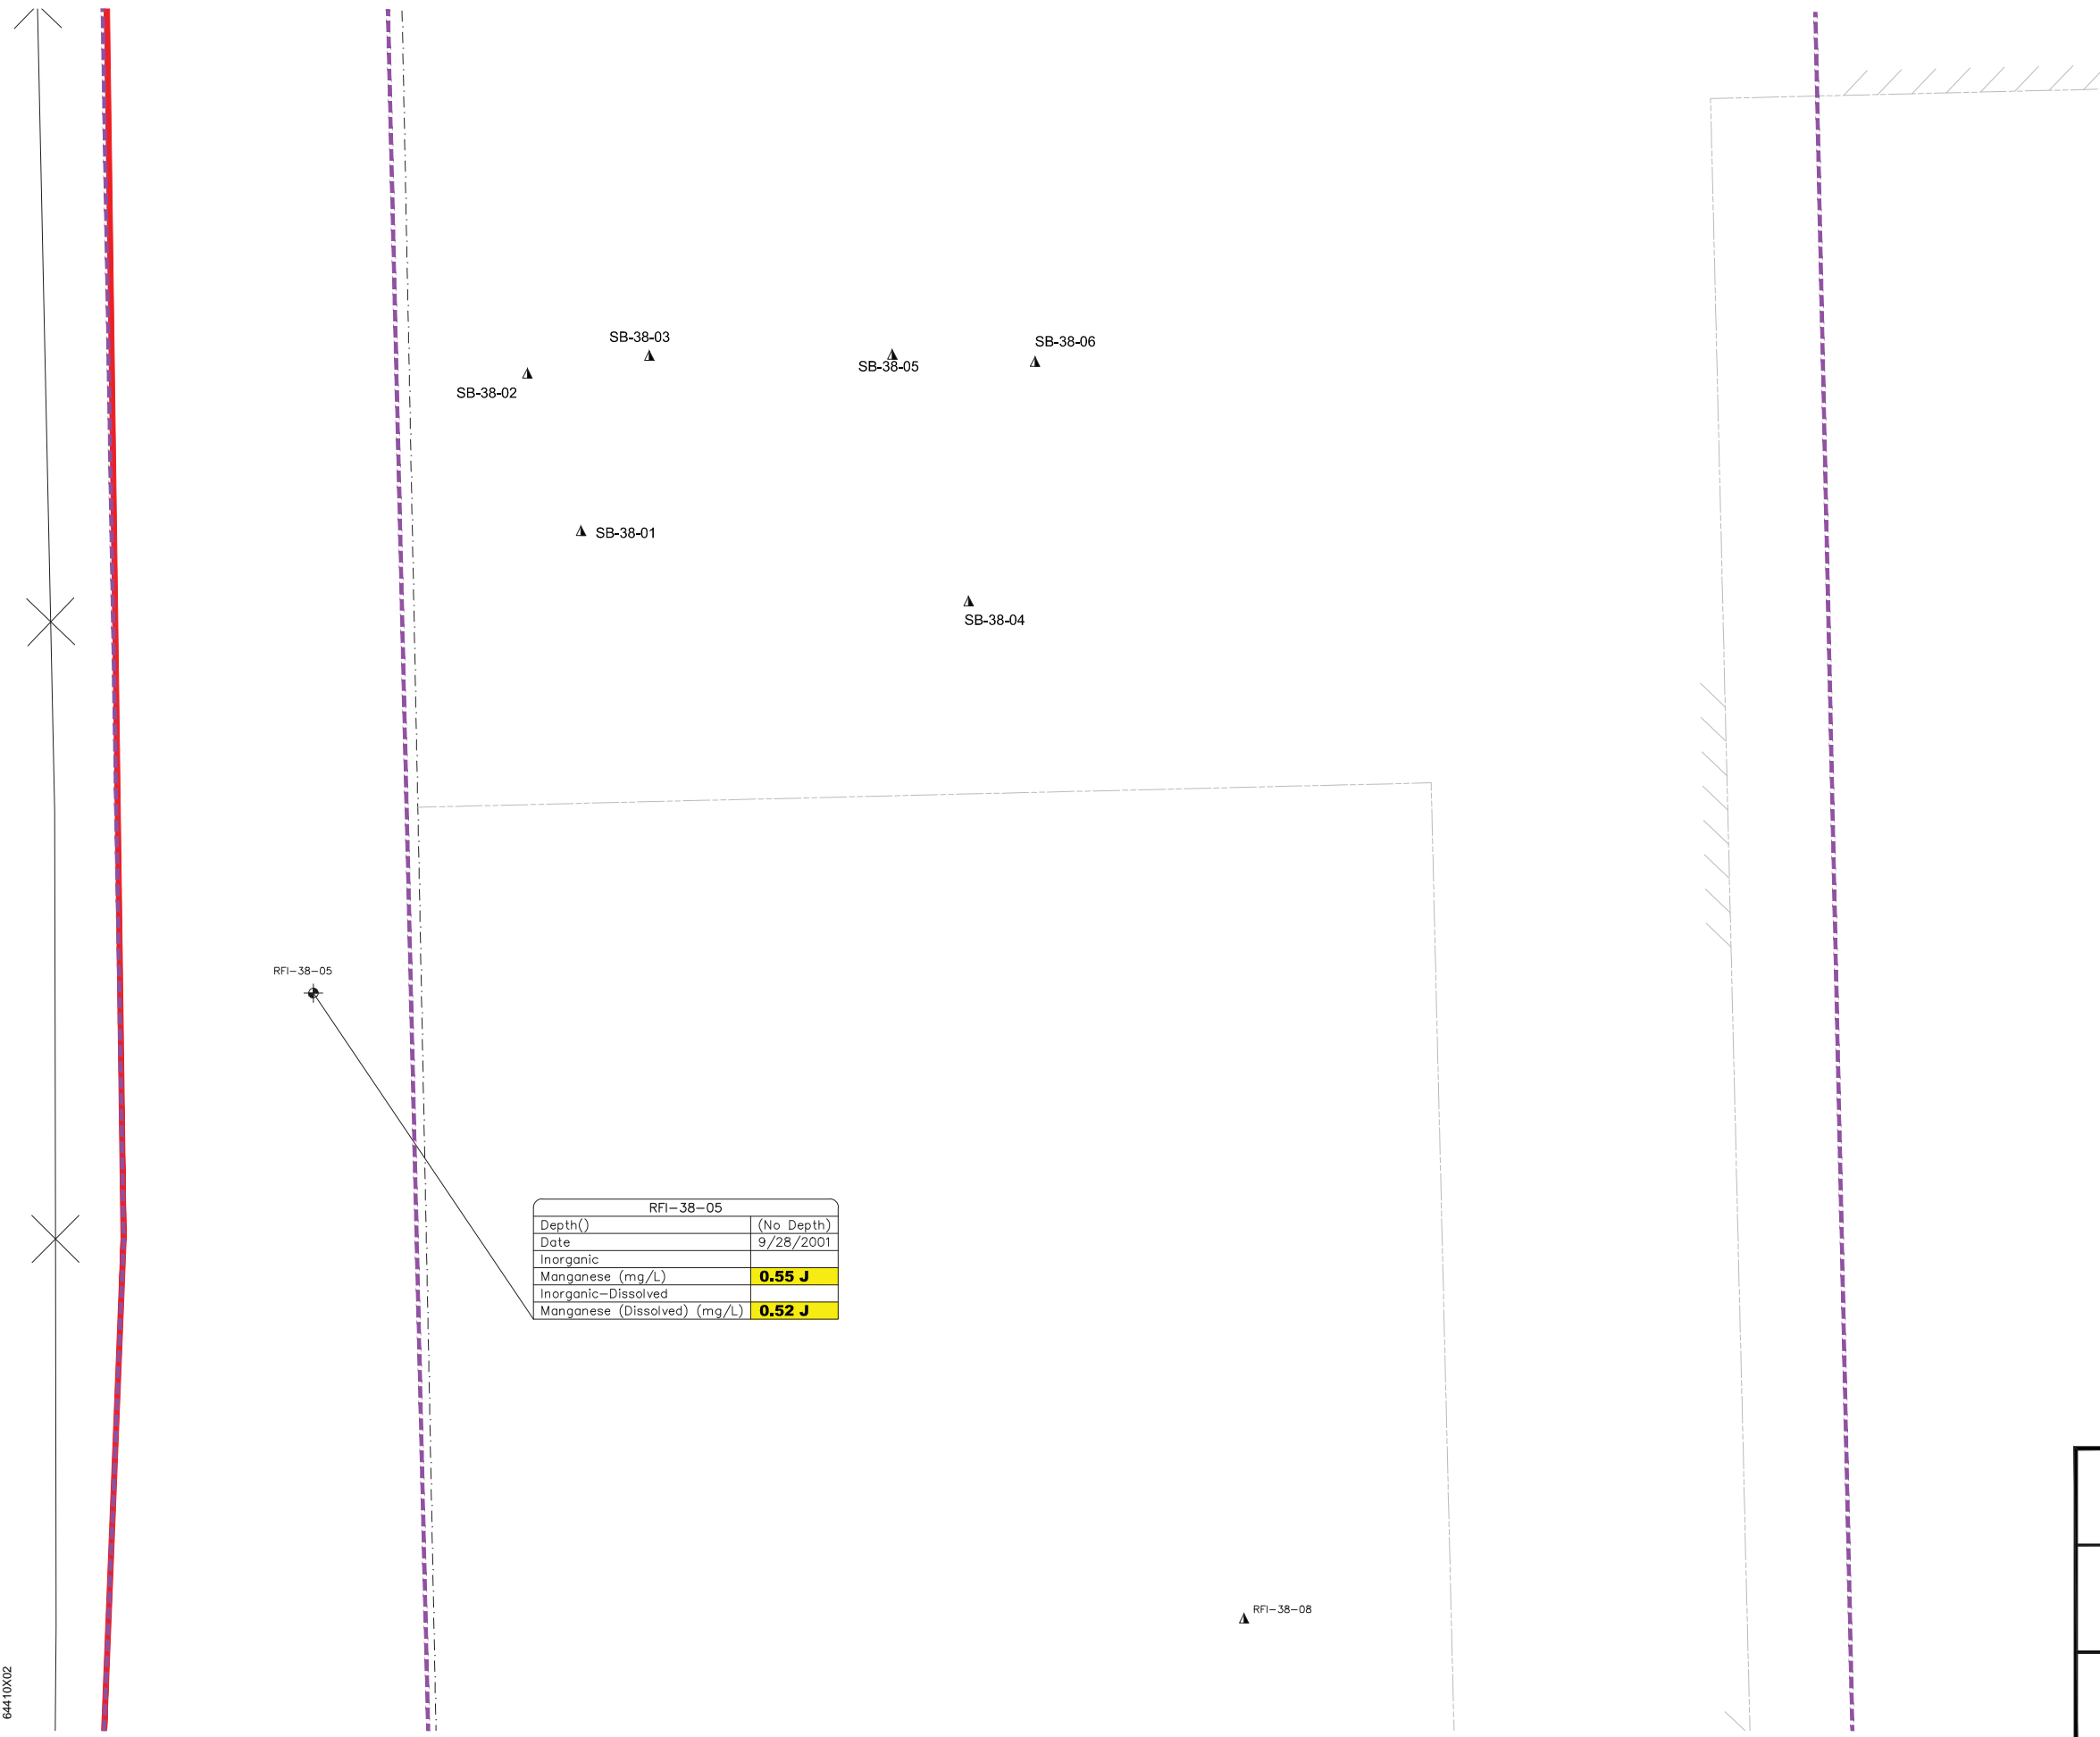 SB-38-03
SB-38-06
SB-38-05
SB-38-02
SB-38-01
SB-38-04
RFI-38-05
RFI-38-05
Depth() (No Depth)
Date 9/28/2001
Inorganic
Manganese (mg/L) 0.55 J
Inorganic-Dissolved
Manganese (Dissolved) (mg/L) 0.52 J
RFI-38-08
64410X02